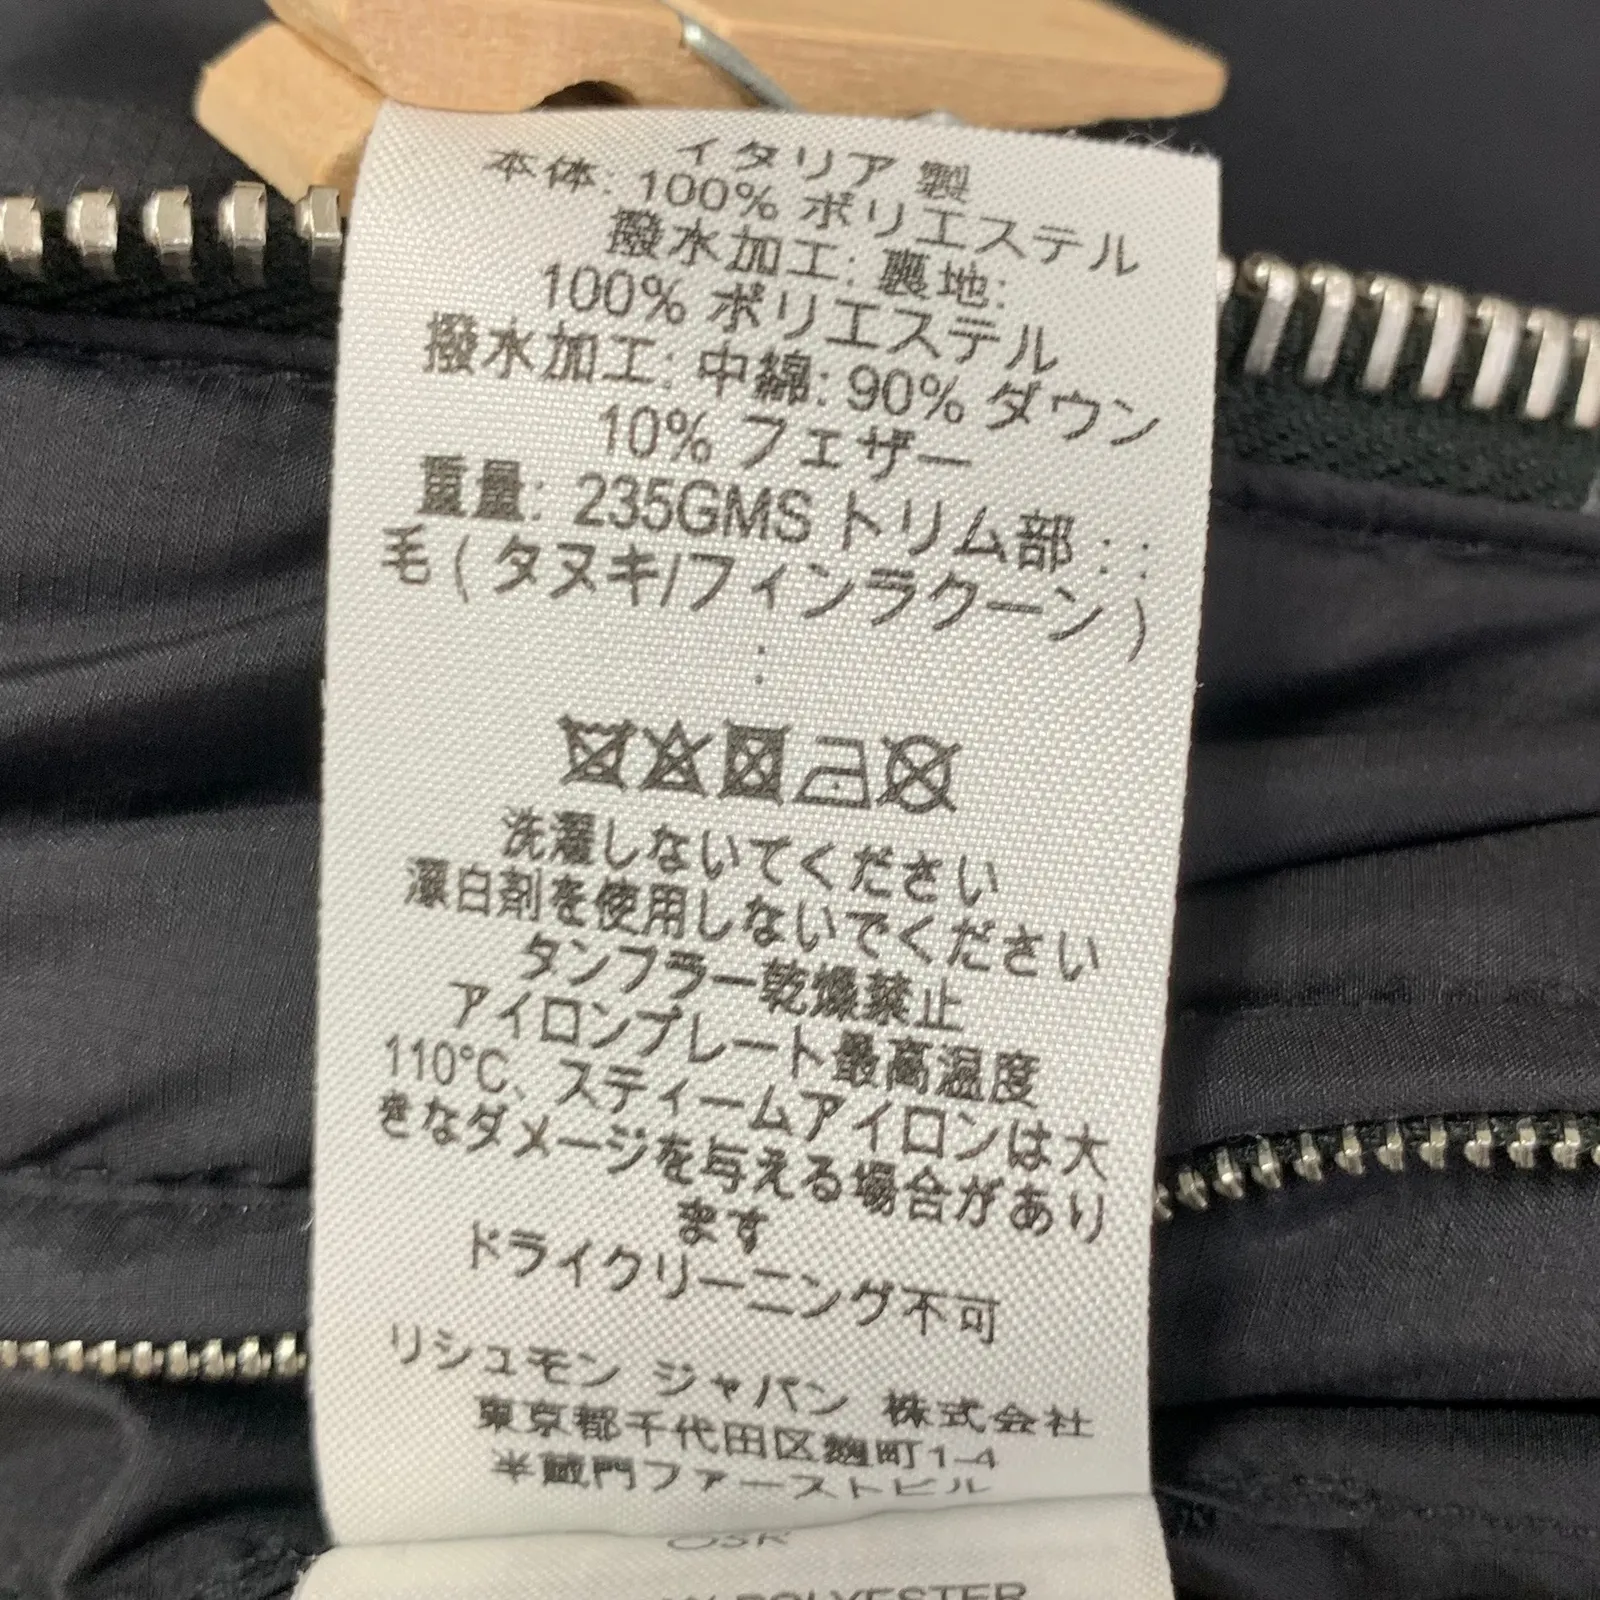 イタリア 製
本体: 100% ポリエステル
撥水加工: 裏地:
100% ポリエステル
撥水加工: 中綿: 90% ダウン
10% フェザー
重量: 235GMS トリム部 : :
毛 ( タヌキ/フィンラクーン )
:
洗濯しないてください
漂白剤を使用しないでください
タンブラー乾燥禁止
アイロンプレート最高温度
110°C、スティームアイロンは大
きなダメージを与える場合があり
ます
ドライクリーニング不可
リシュモン ジャパン 株式会社
東京都千代田区麹町1-4
半蔵門ファーストビル
POLYESTER